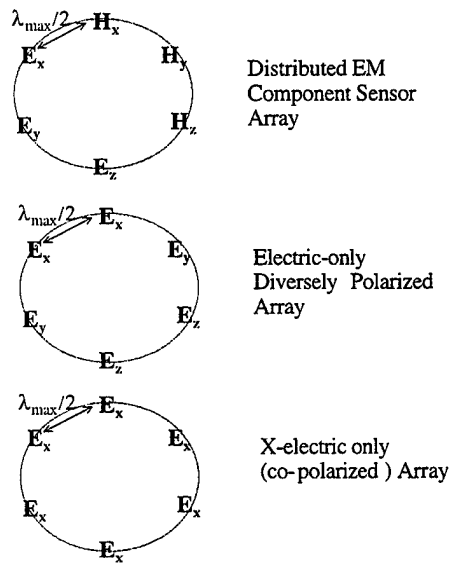 λmax/2 Hx
Ex Hy
Ey Hz
Ez
Distributed EM
Component Sensor
Array
λmax/2 Ex
Ex Ey
Ey Ez
Ez
Electric-only
Diversely Polarized
Array
λmax/2 Ex
Ex Ex
Ex Ex
Ex
X-electric only
(co-polarized ) Array